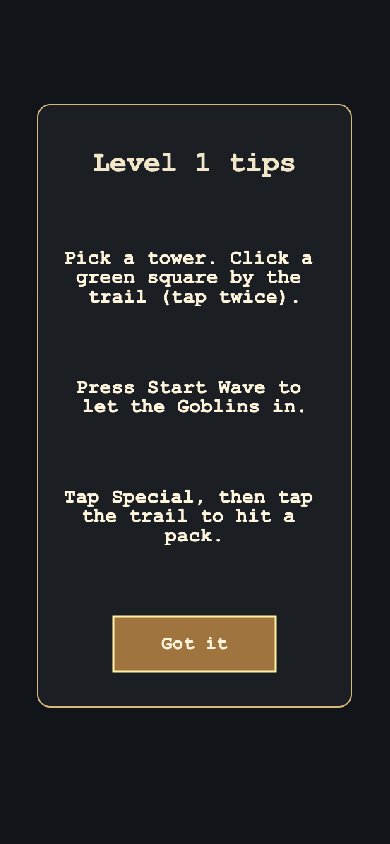 Level 1 tips
Pick a tower. Click a
green square by the
trail (tap twice).
Press Start Wave to
let the Goblins in.
Tap Special, then tap
the trail to hit a
pack.
Got it